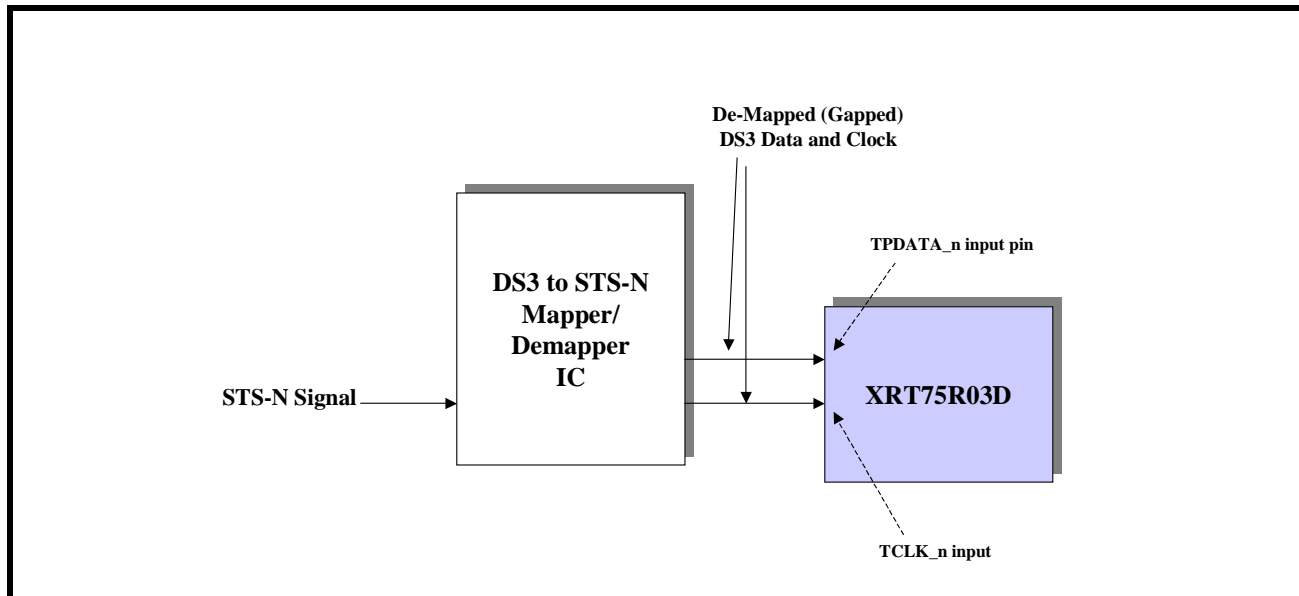 De-Mapped (Gapped)
DS3 Data and Clock
TPDATA_n input pin
DS3 to STS-N
Mapper/
Demapper
IC
STS-N Signal
XRT75R03D
TCLK_n input